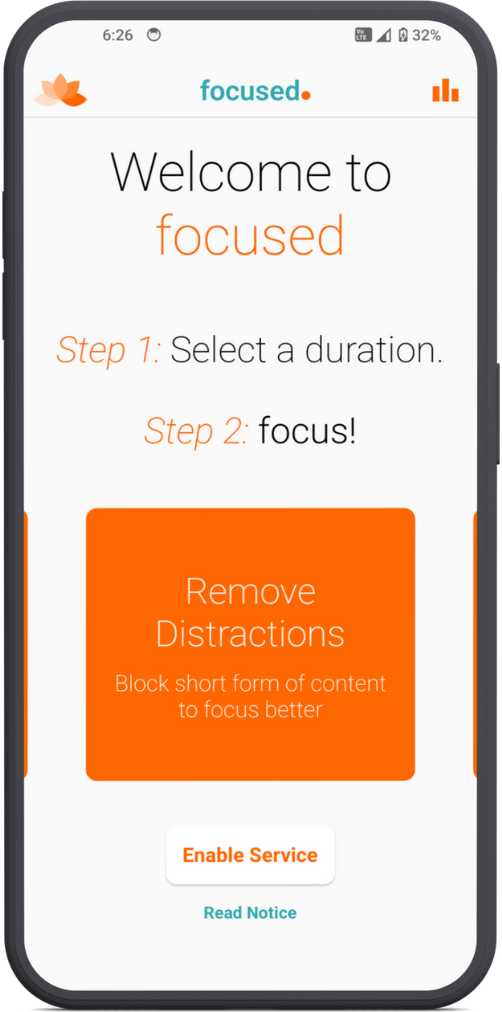 6:26 Vo LTE 32%
focused.
Welcome to
focused
Step 1: Select a duration.
Step 2: focus!
Remove
Distractions
Block short form of content
to focus better
Enable Service
Read Notice